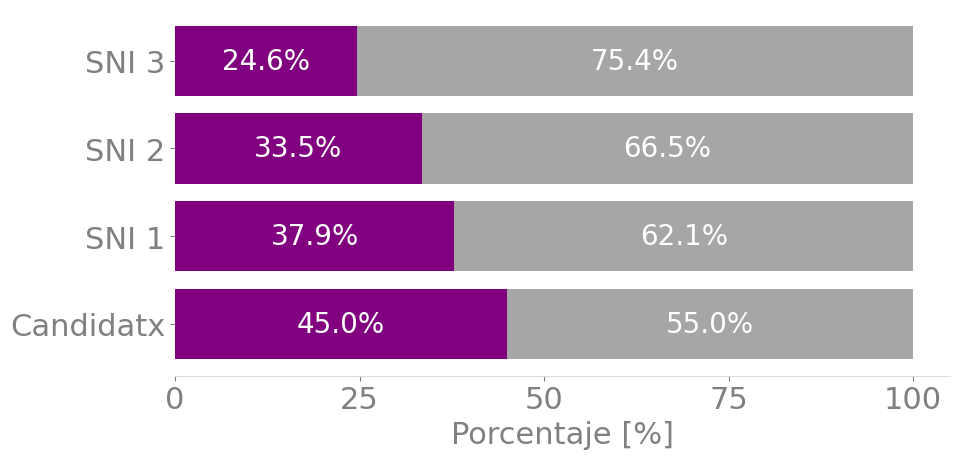 SNI 3 24.6% 75.4%
SNI 2 33.5% 66.5%
SNI 1 37.9% 62.1%
Candidatx 45.0% 55.0%
0 25 50 75 100
Porcentaje [%]